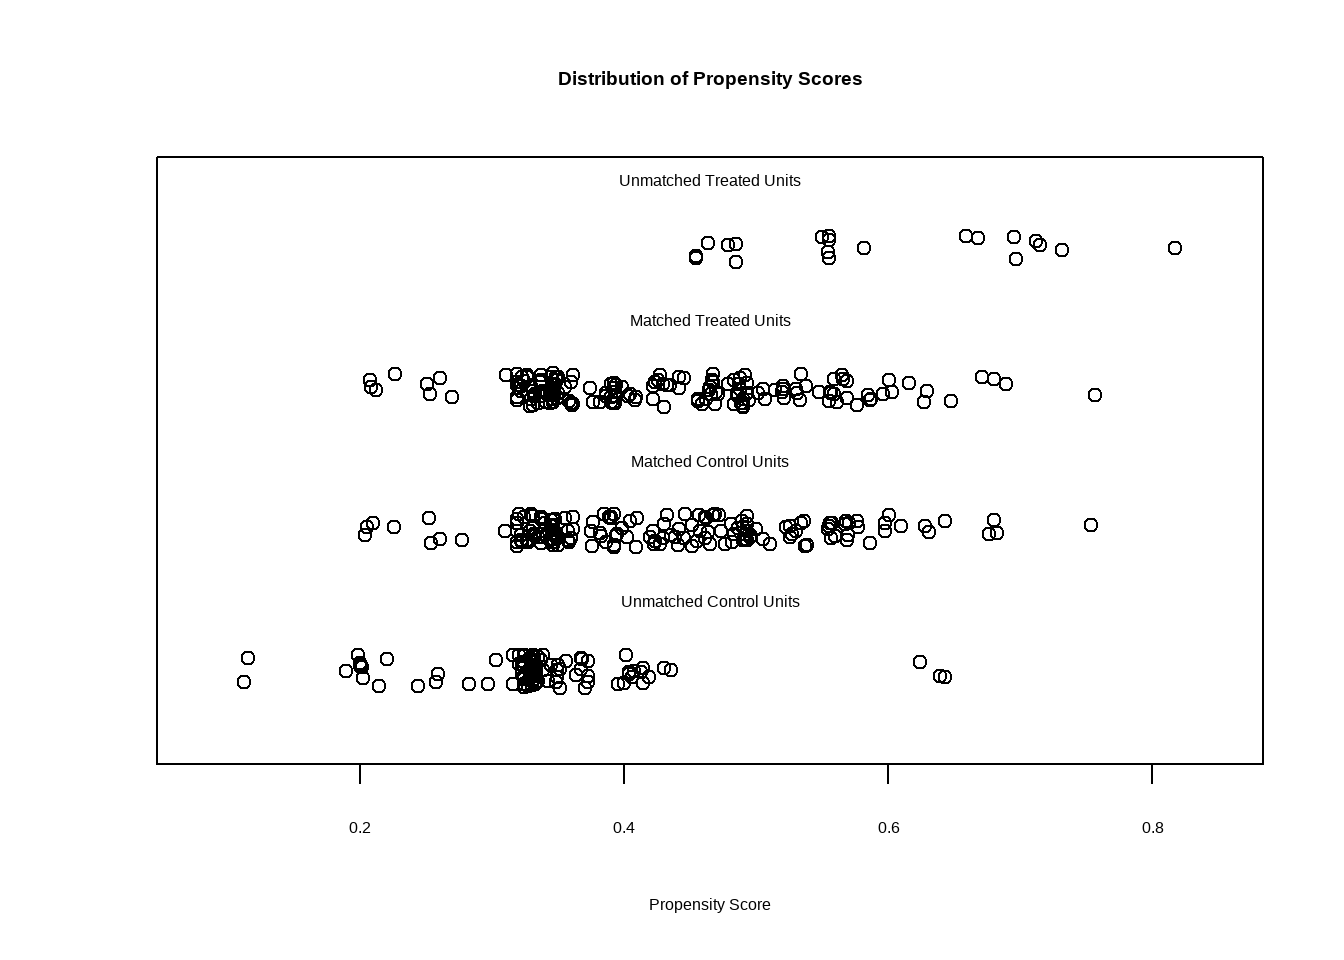 Distribution of Propensity Scores
Unmatched Treated Units
Matched Treated Units
Matched Control Units
Unmatched Control Units
0.2 0.4 0.6 0.8
Propensity Score